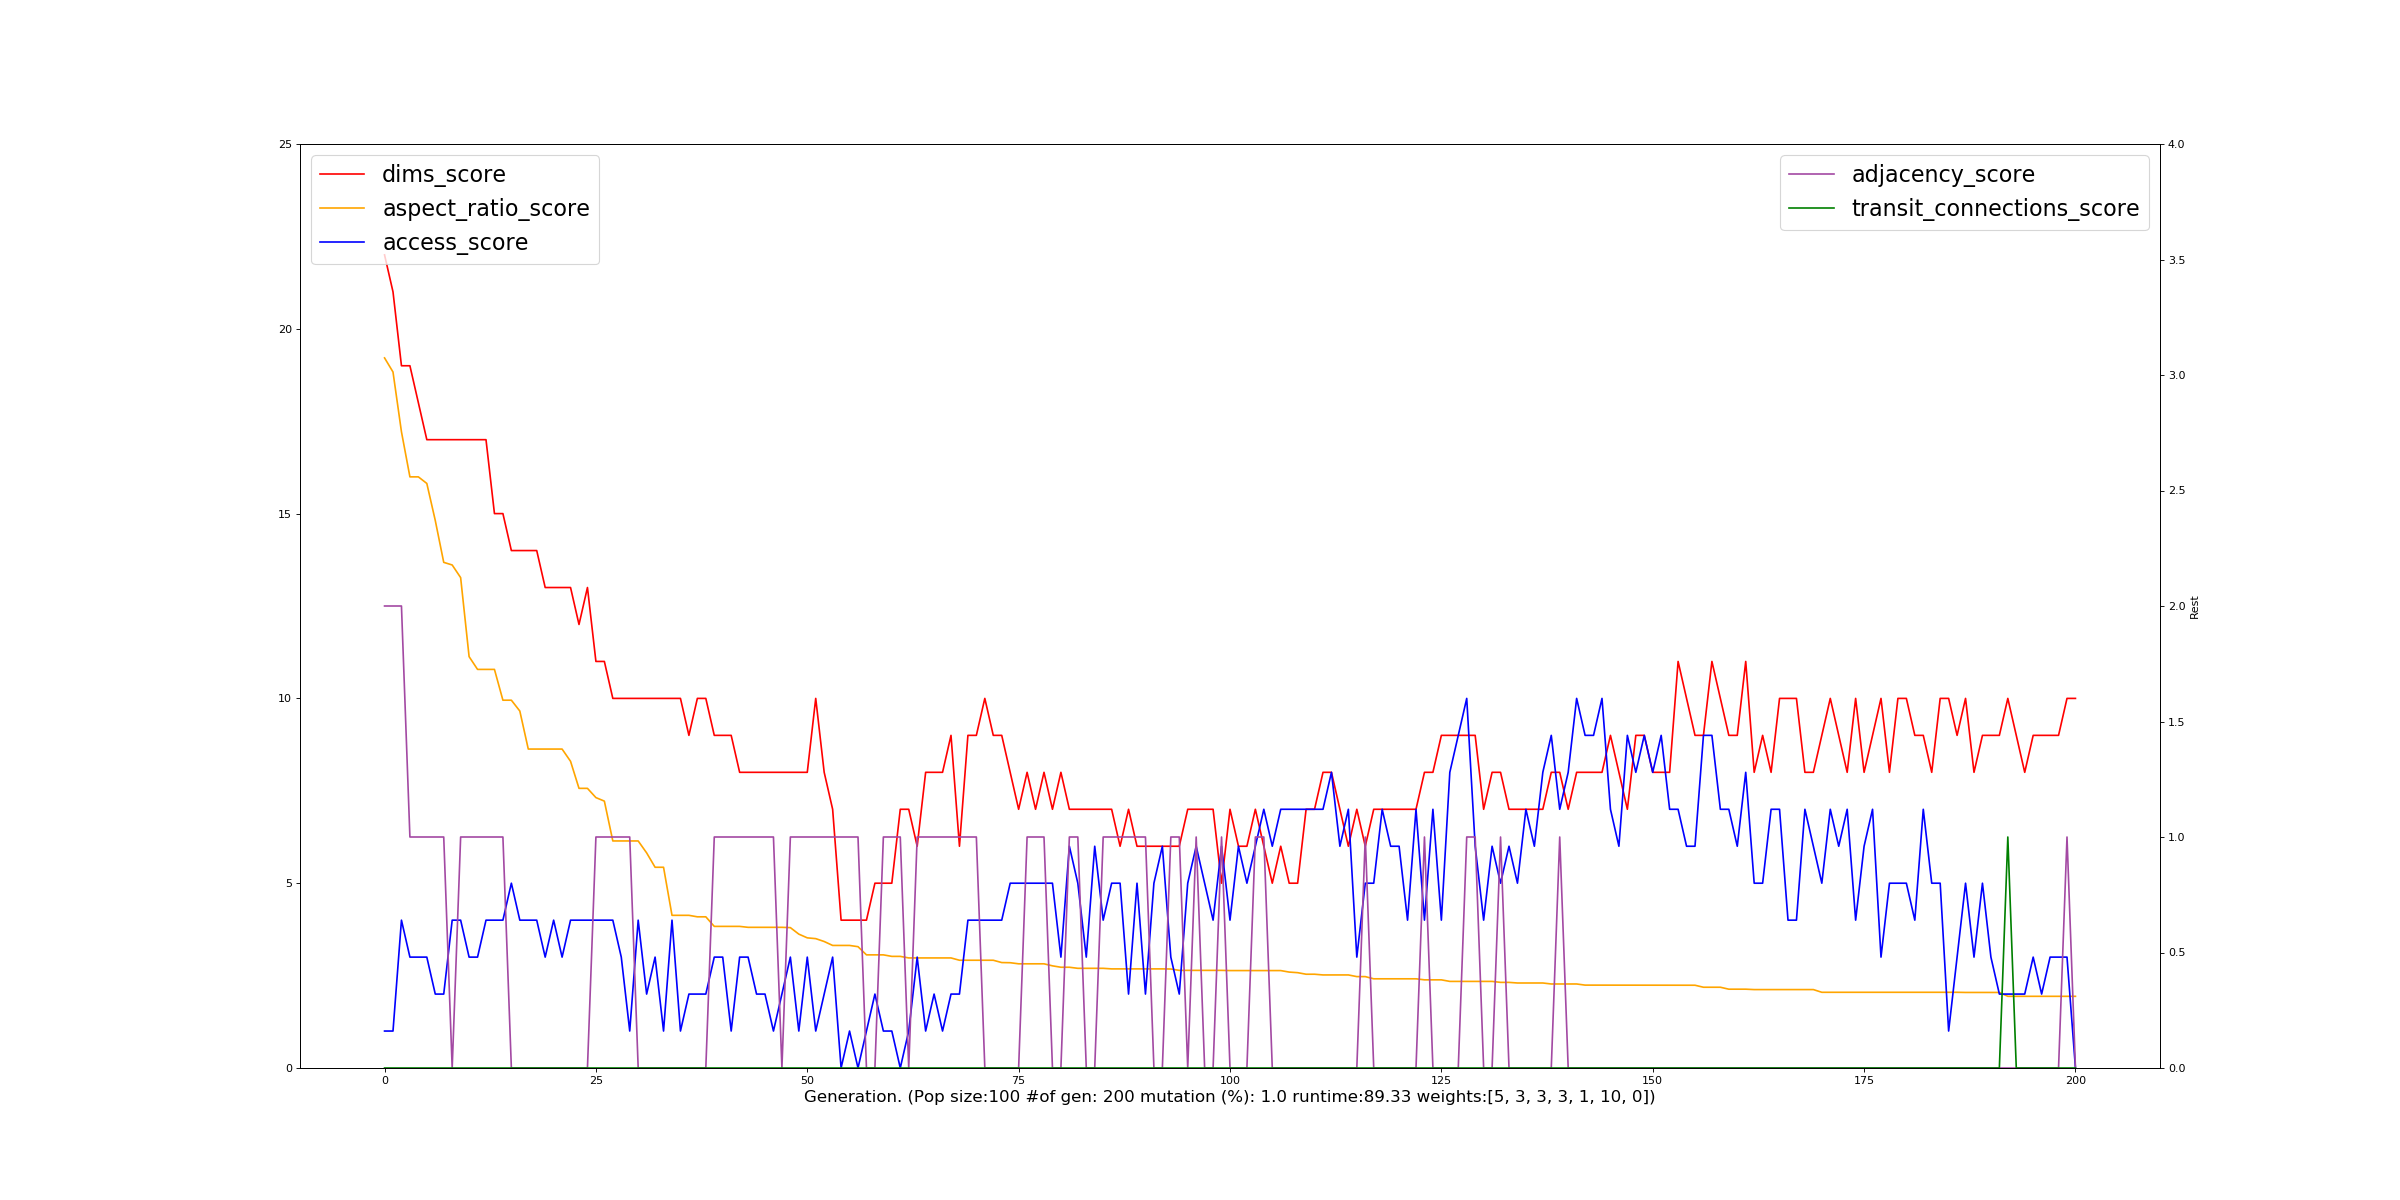 dims_score
aspect_ratio_score
access_score
adjacency_score
transit_connections_score
25
20
15
10
5
0
4.0
3.5
3.0
2.5
2.0
1.5
1.0
0.5
0.0
Rest
0 25 50 75 100 125 150 175 200
Generation. (Pop size:100 #of gen: 200 mutation (%): 1.0 runtime:89.33 weights:[5, 3, 3, 3, 1, 10, 0])